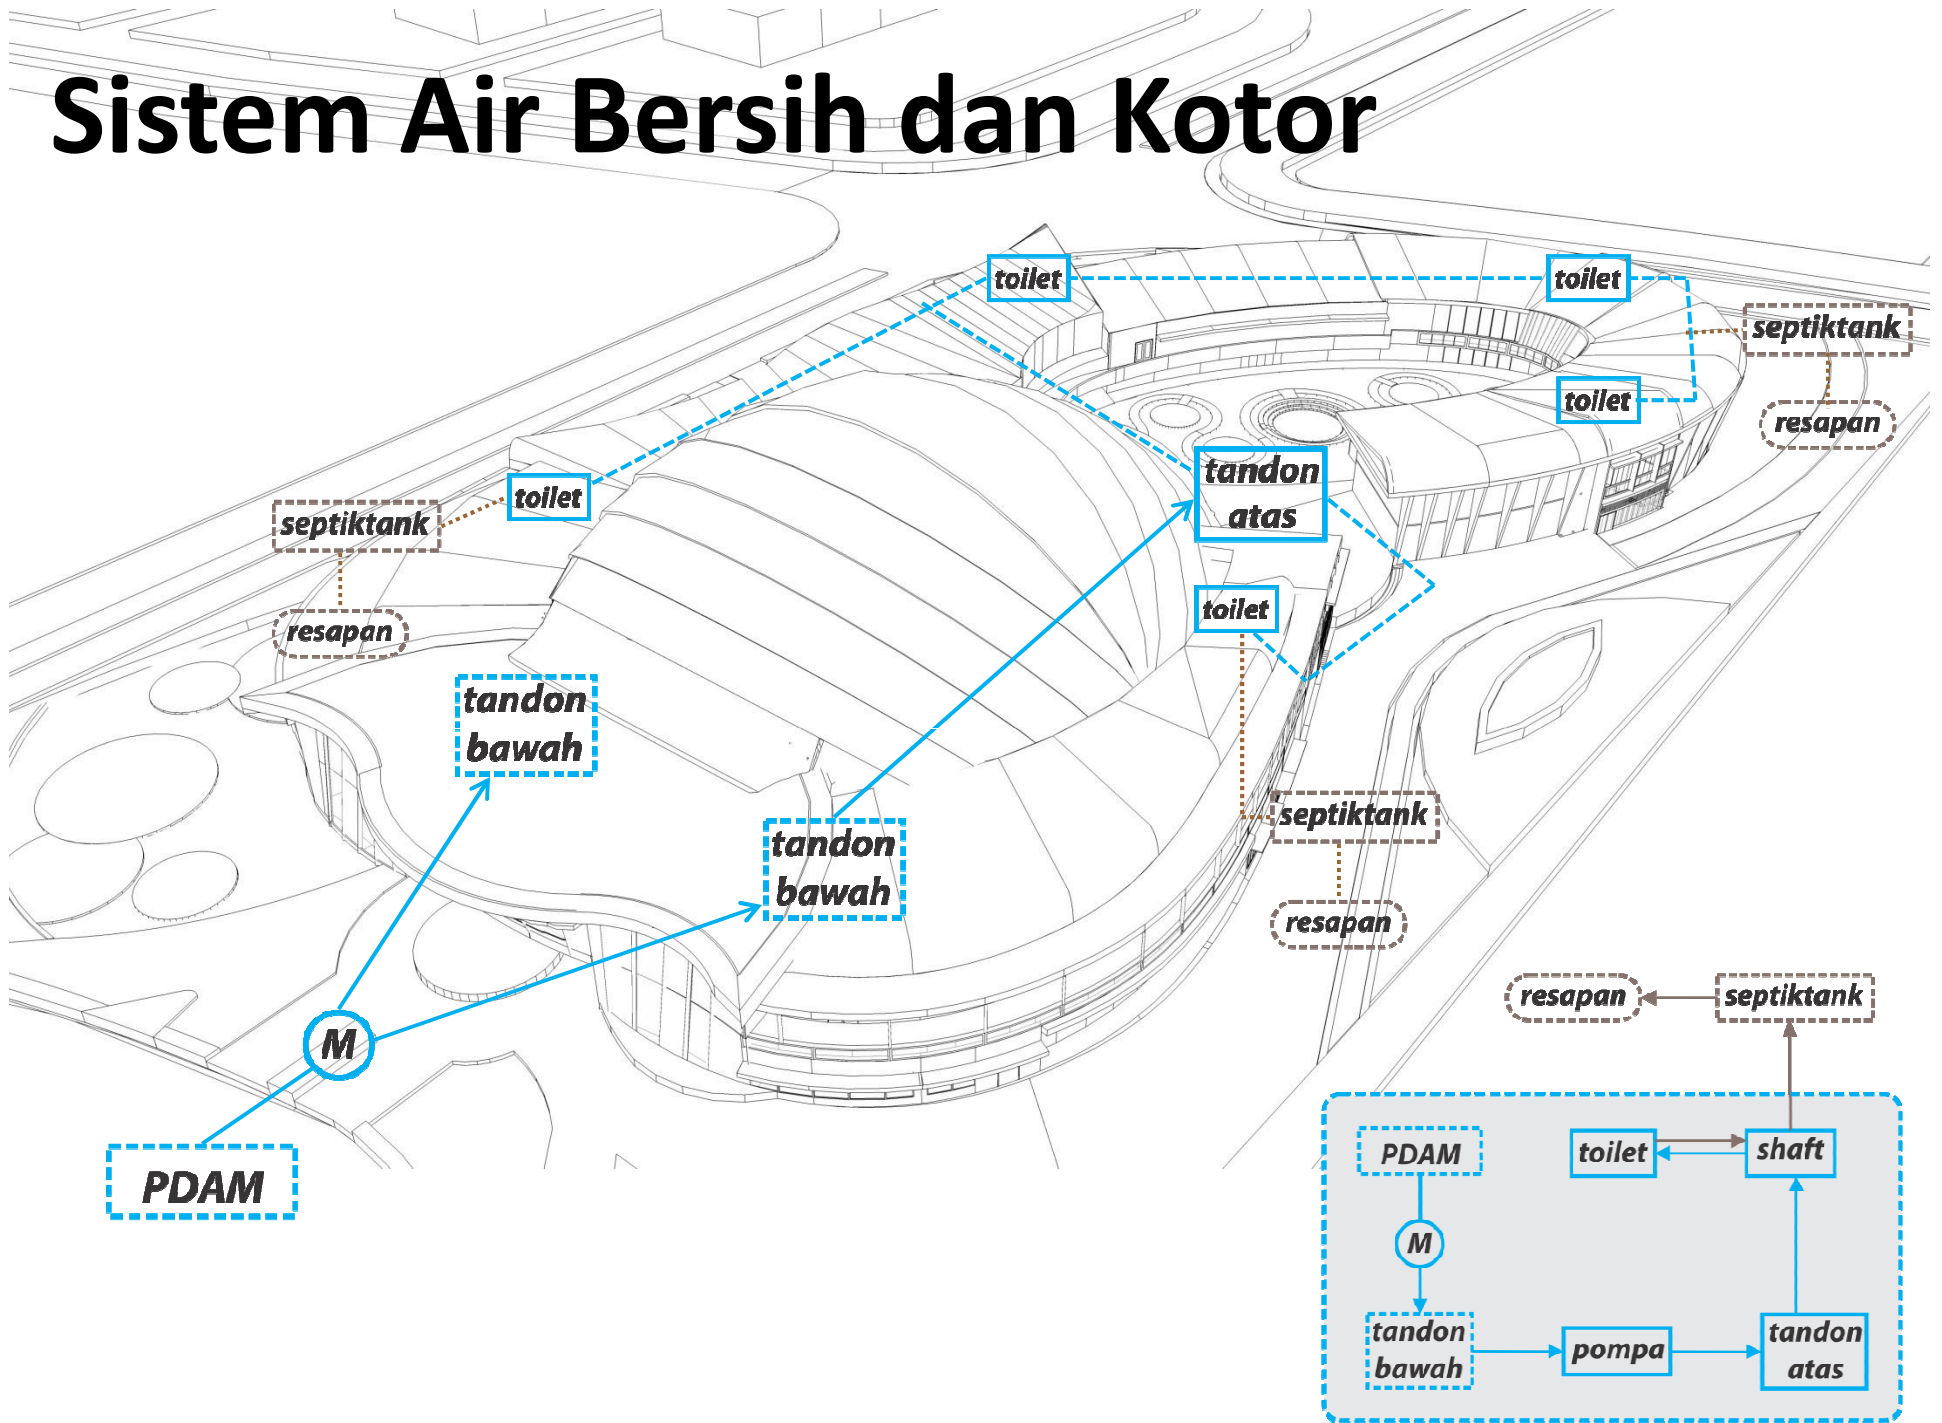 Sistem Air Bersih dan Kotor
toilet
toilet
septiktank
toilet
resapan
tandon
atas
toilet
septiktank
toilet
resapan
tandon
bawah
septiktank
tandon
bawah
resapan
M
PDAM
resapan
septiktank
PDAM
toilet
shaft
M
tandon
bawah
pompa
tandon
atas